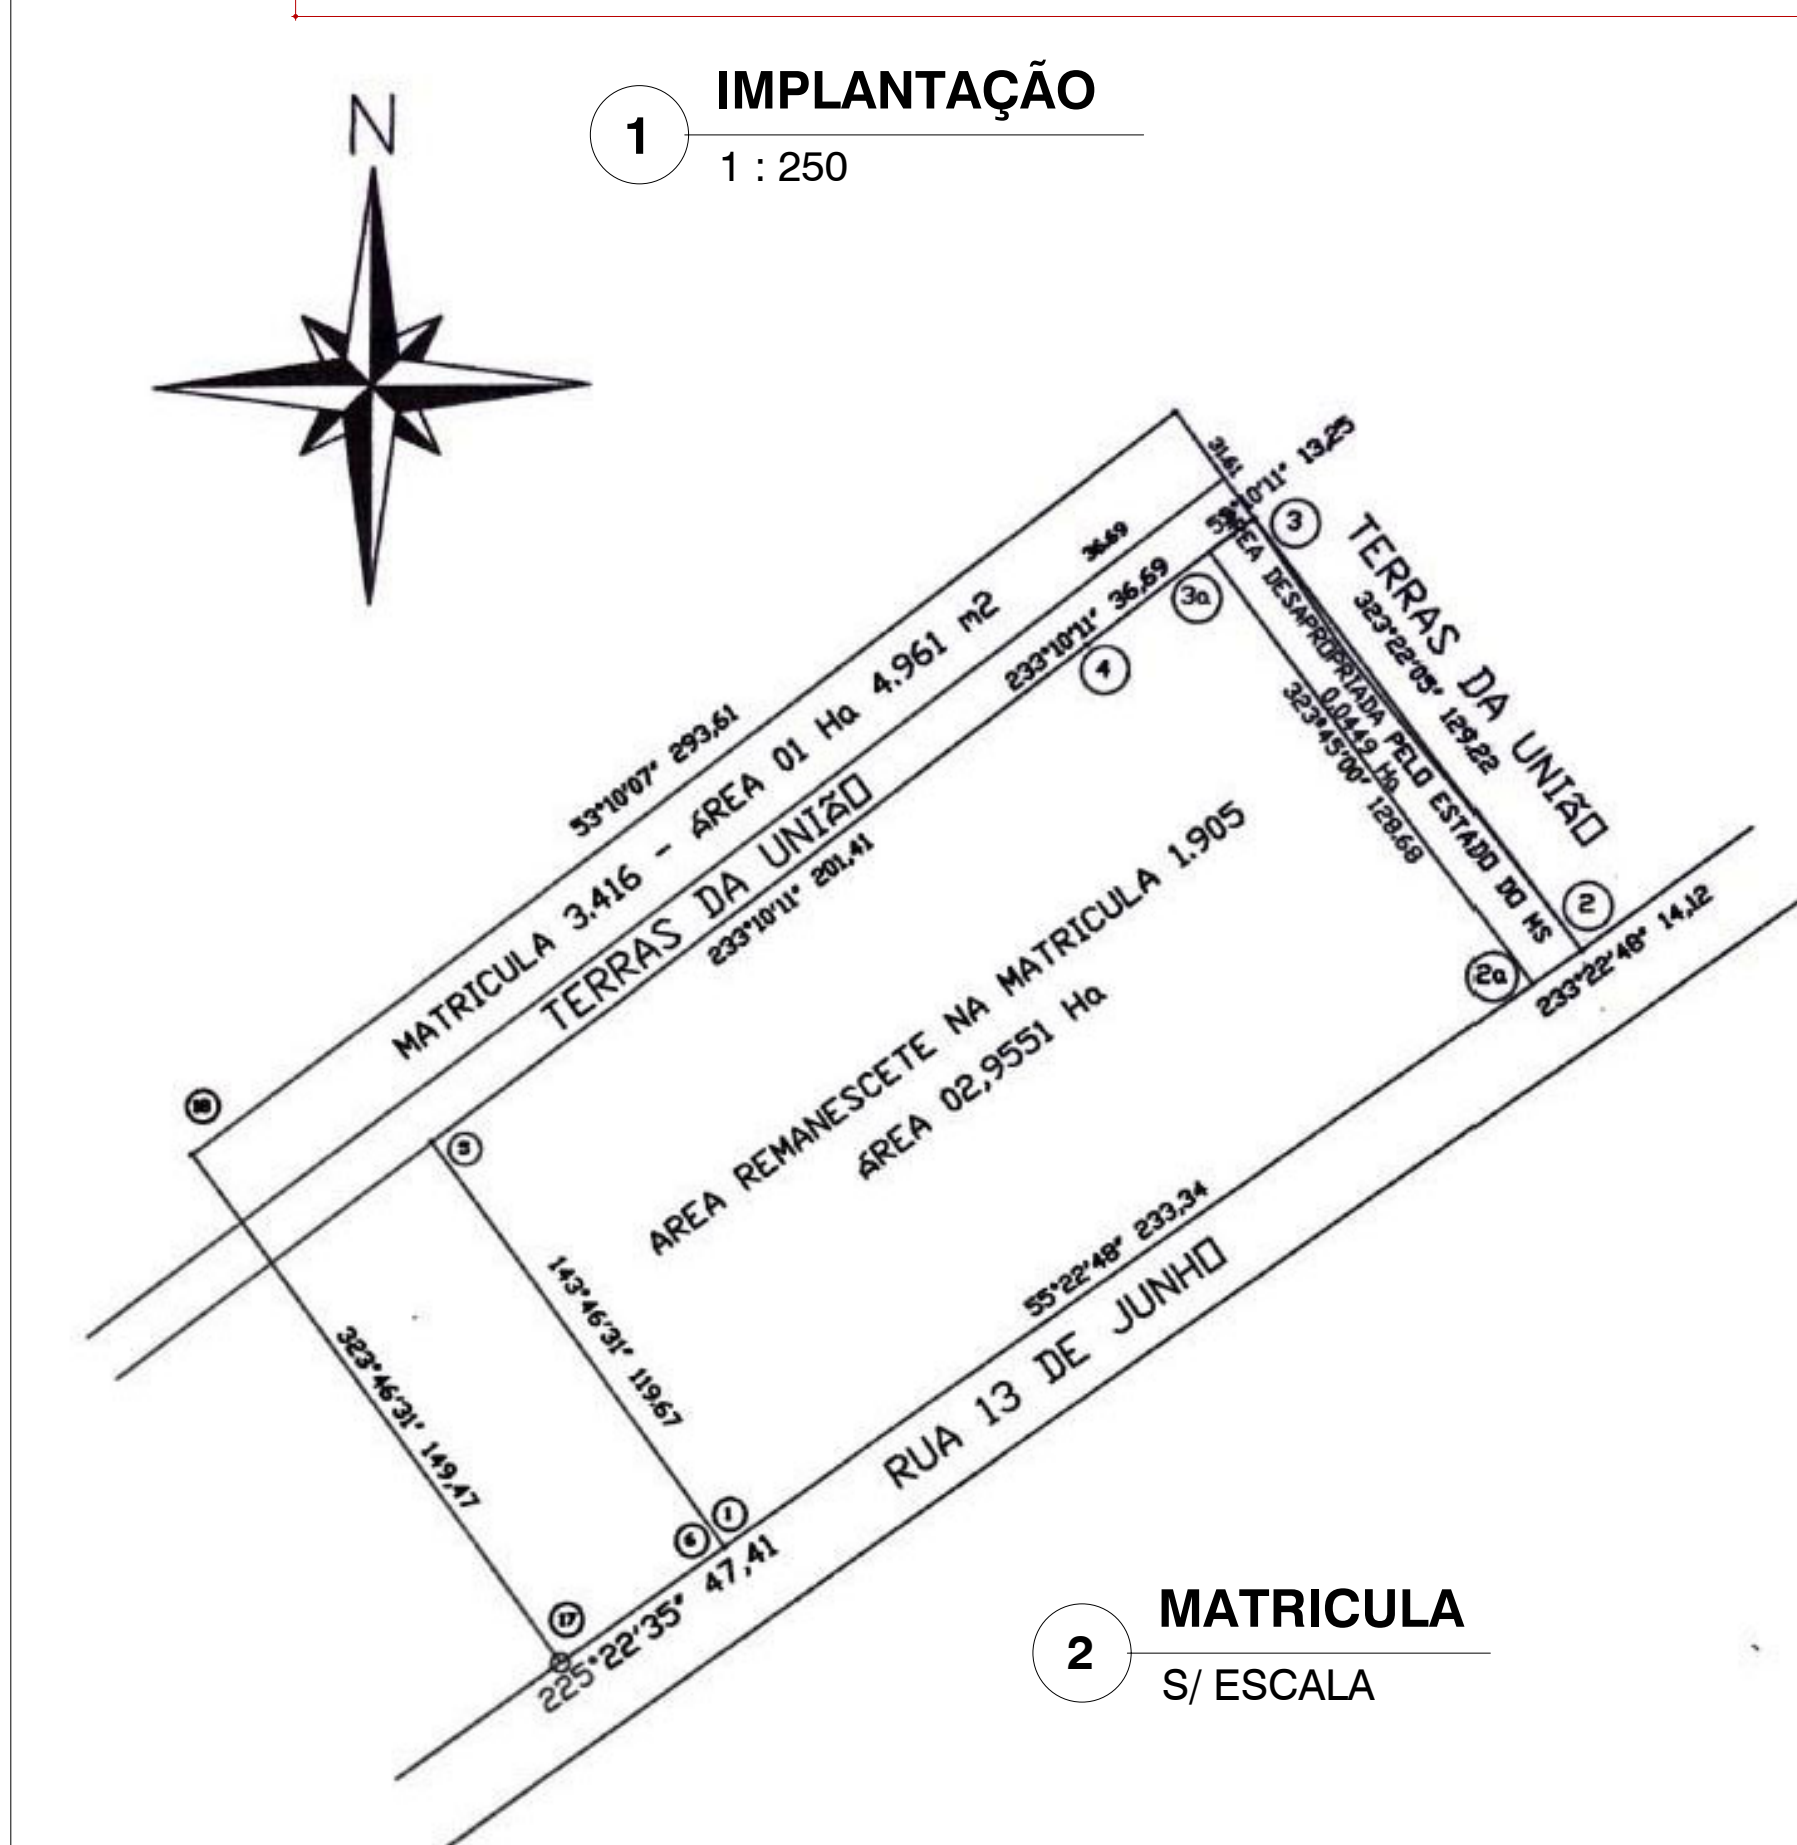 1
IMPLANTAÇÃO
1 : 250
N
31.61
53°10'11" 13,25
3
TERRAS DA UNIÃO
323°22'05" 129,22
36.69
3a
233°10'11" 36,69
4
ÁREA DESAPROPRIADA PELO ESTADO DO MS
0,0449 Ha
323°45'00" 128.68
53°10'07" 293,61
MATRICULA 3.416 - ÁREA 01 Ha 4.961 m2
TERRAS DA UNIÃO
233°10'11" 201,41
2
2a
233°22'48" 14,12
AREA REMANESCETE NA MATRICULA 1.905
ÁREA 02,9551 Ha
18
5
143°46'31" 119.67
323°46'31" 149,47
55°22'48" 233,34
RUA 13 DE JUNHO
1
6
17
225°22'35" 47,41
2
MATRICULA
S/ ESCALA